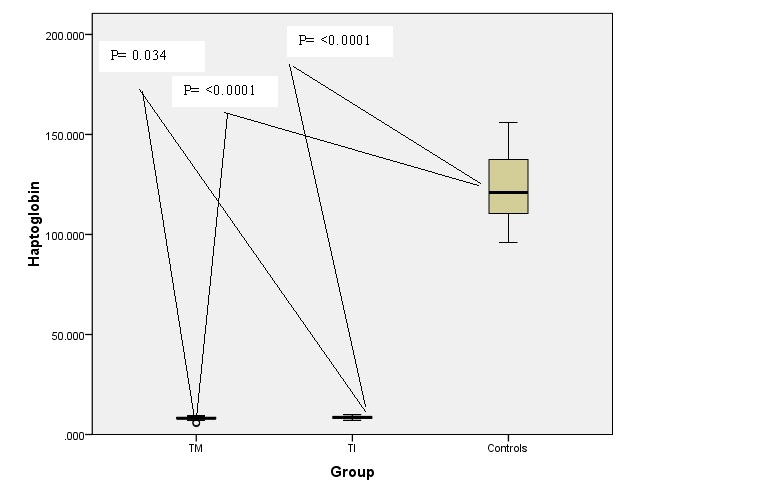 P= <0.0001
P= 0.034
P= <0.0001
200.000
150.000
100.000
50.000
.000
Haptoglobin
TM
TI
Controls
Group